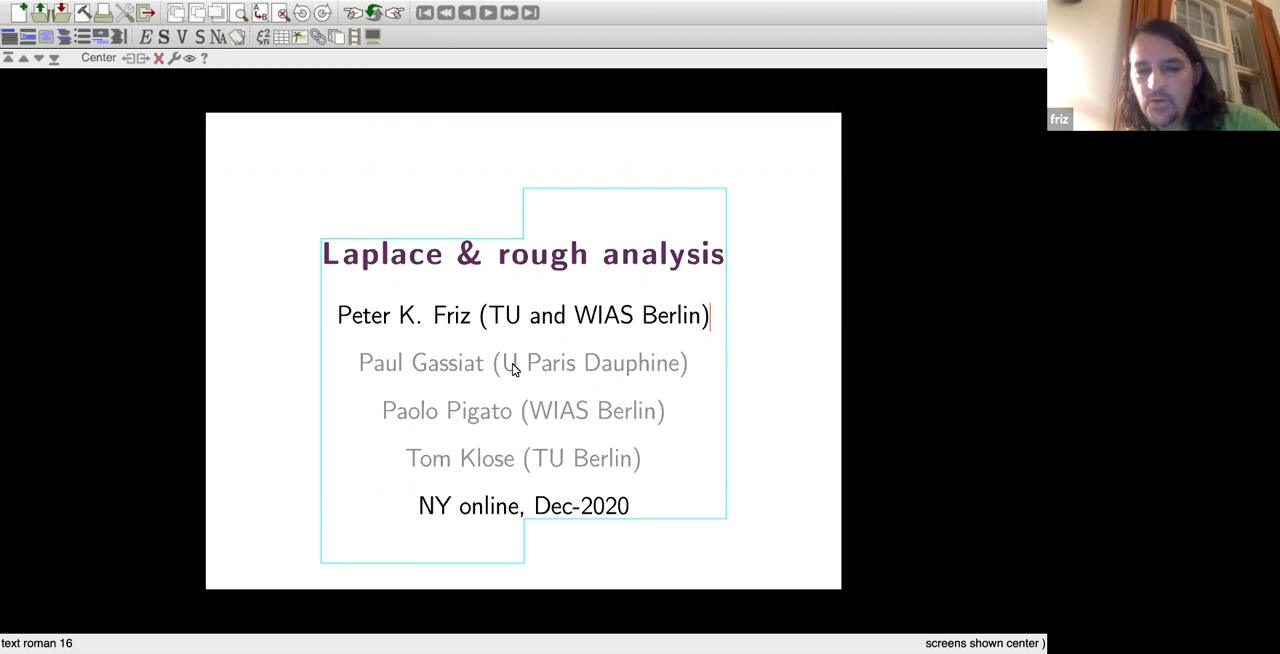 E S V S NA
Center
?
friz
Laplace & rough analysis
Peter K. Friz (TU and WIAS Berlin)
Paul Gassiat (U Paris Dauphine)
Paolo Pigato (WIAS Berlin)
Tom Klose (TU Berlin)
NY online, Dec-2020
text roman 16
screens shown center )